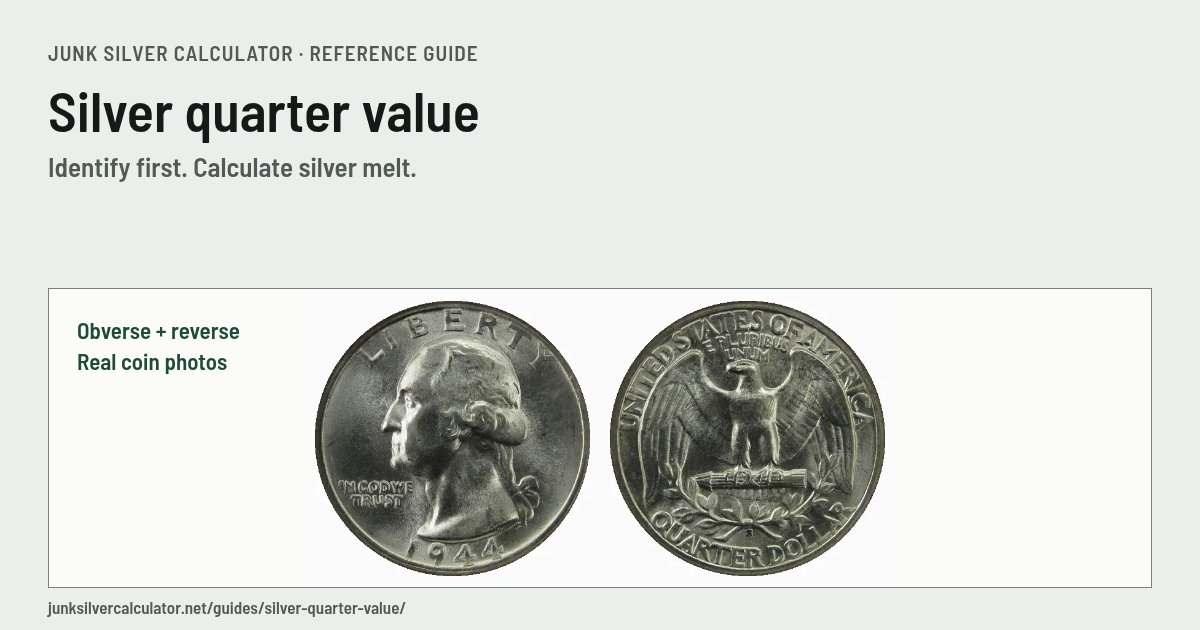 JUNK SILVER CALCULATOR · REFERENCE GUIDE
Silver quarter value
Identify first. Calculate silver melt.
Obverse + reverse
Real coin photos
LIBERTY
IN GOD WE
TRUST
1944
UNITED STATES OF AMERICA
E PLURIBUS
UNUM
QUARTER DOLLAR
junksilvercalculator.net/guides/silver-quarter-value/